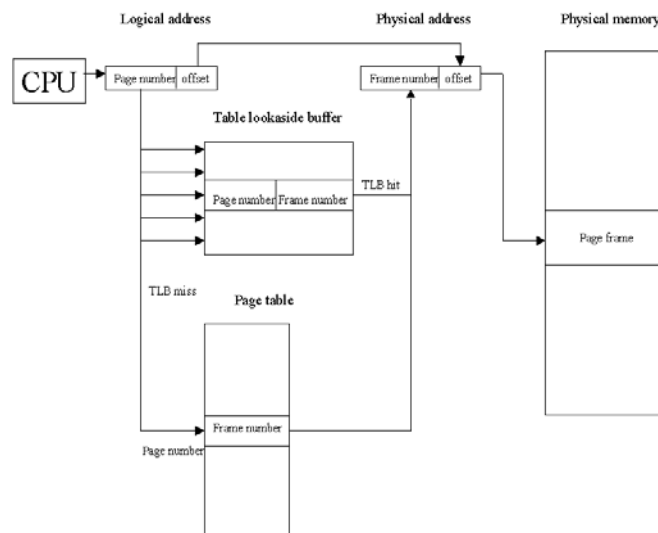 Logical address
Physical address
Physical memory
CPU
Page number offset
Frame number offset
Table lookaside buffer
TLB hit
Page number Frame number
Page frame
TLB miss
Page table
Frame number
Page number